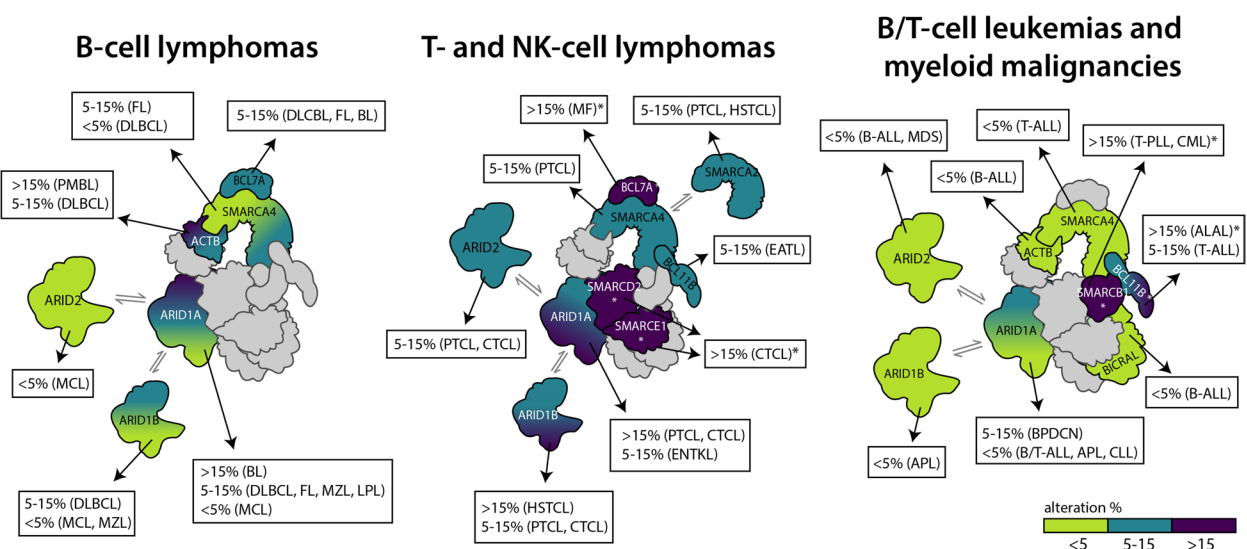 B-cell lymphomas
5-15% (FL)
<5% (DLBCL)
5-15% (DLCBL, FL, BL)
>15% (PMBL)
5-15% (DLBCL)
BCL7A
SMARCA4
ACTB
ARID2
ARID1A
<5% (MCL)
ARID1B
5-15% (DLBCL)
<5% (MCL, MZL)
>15% (BL)
5-15% (DLBCL, FL, MZL, LPL)
<5% (MCL)
T- and NK-cell lymphomas
>15% (MF)*
5-15% (PTCL, HSTCL)
5-15% (PTCL)
BCL7A
SMARCA2
SMARCA4
ARID2
5-15% (EATL)
BCL11B
SMARCD2
*
ARID1A
SMARCE1
*
5-15% (PTCL, CTCL)
>15% (CTCL)*
ARID1B
>15% (PTCL, CTCL)
5-15% (ENTKL)
>15% (HSTCL)
5-15% (PTCL, CTCL)
B/T-cell leukemias and
myeloid malignancies
<5% (B-ALL, MDS)
<5% (T-ALL)
>15% (T-PLL, CML)*
<5% (B-ALL)
SMARCA4
>15% (ALAL)*
5-15% (T-ALL)
ACTB
ARID2
BCL11B
*
SMARCB1
*
ARID1A
ARID1B
BICRAL
<5% (B-ALL)
5-15% (BPDCN)
<5% (B/T-ALL, APL, CLL)
<5% (APL)
alteration %
<5
5-15
>15